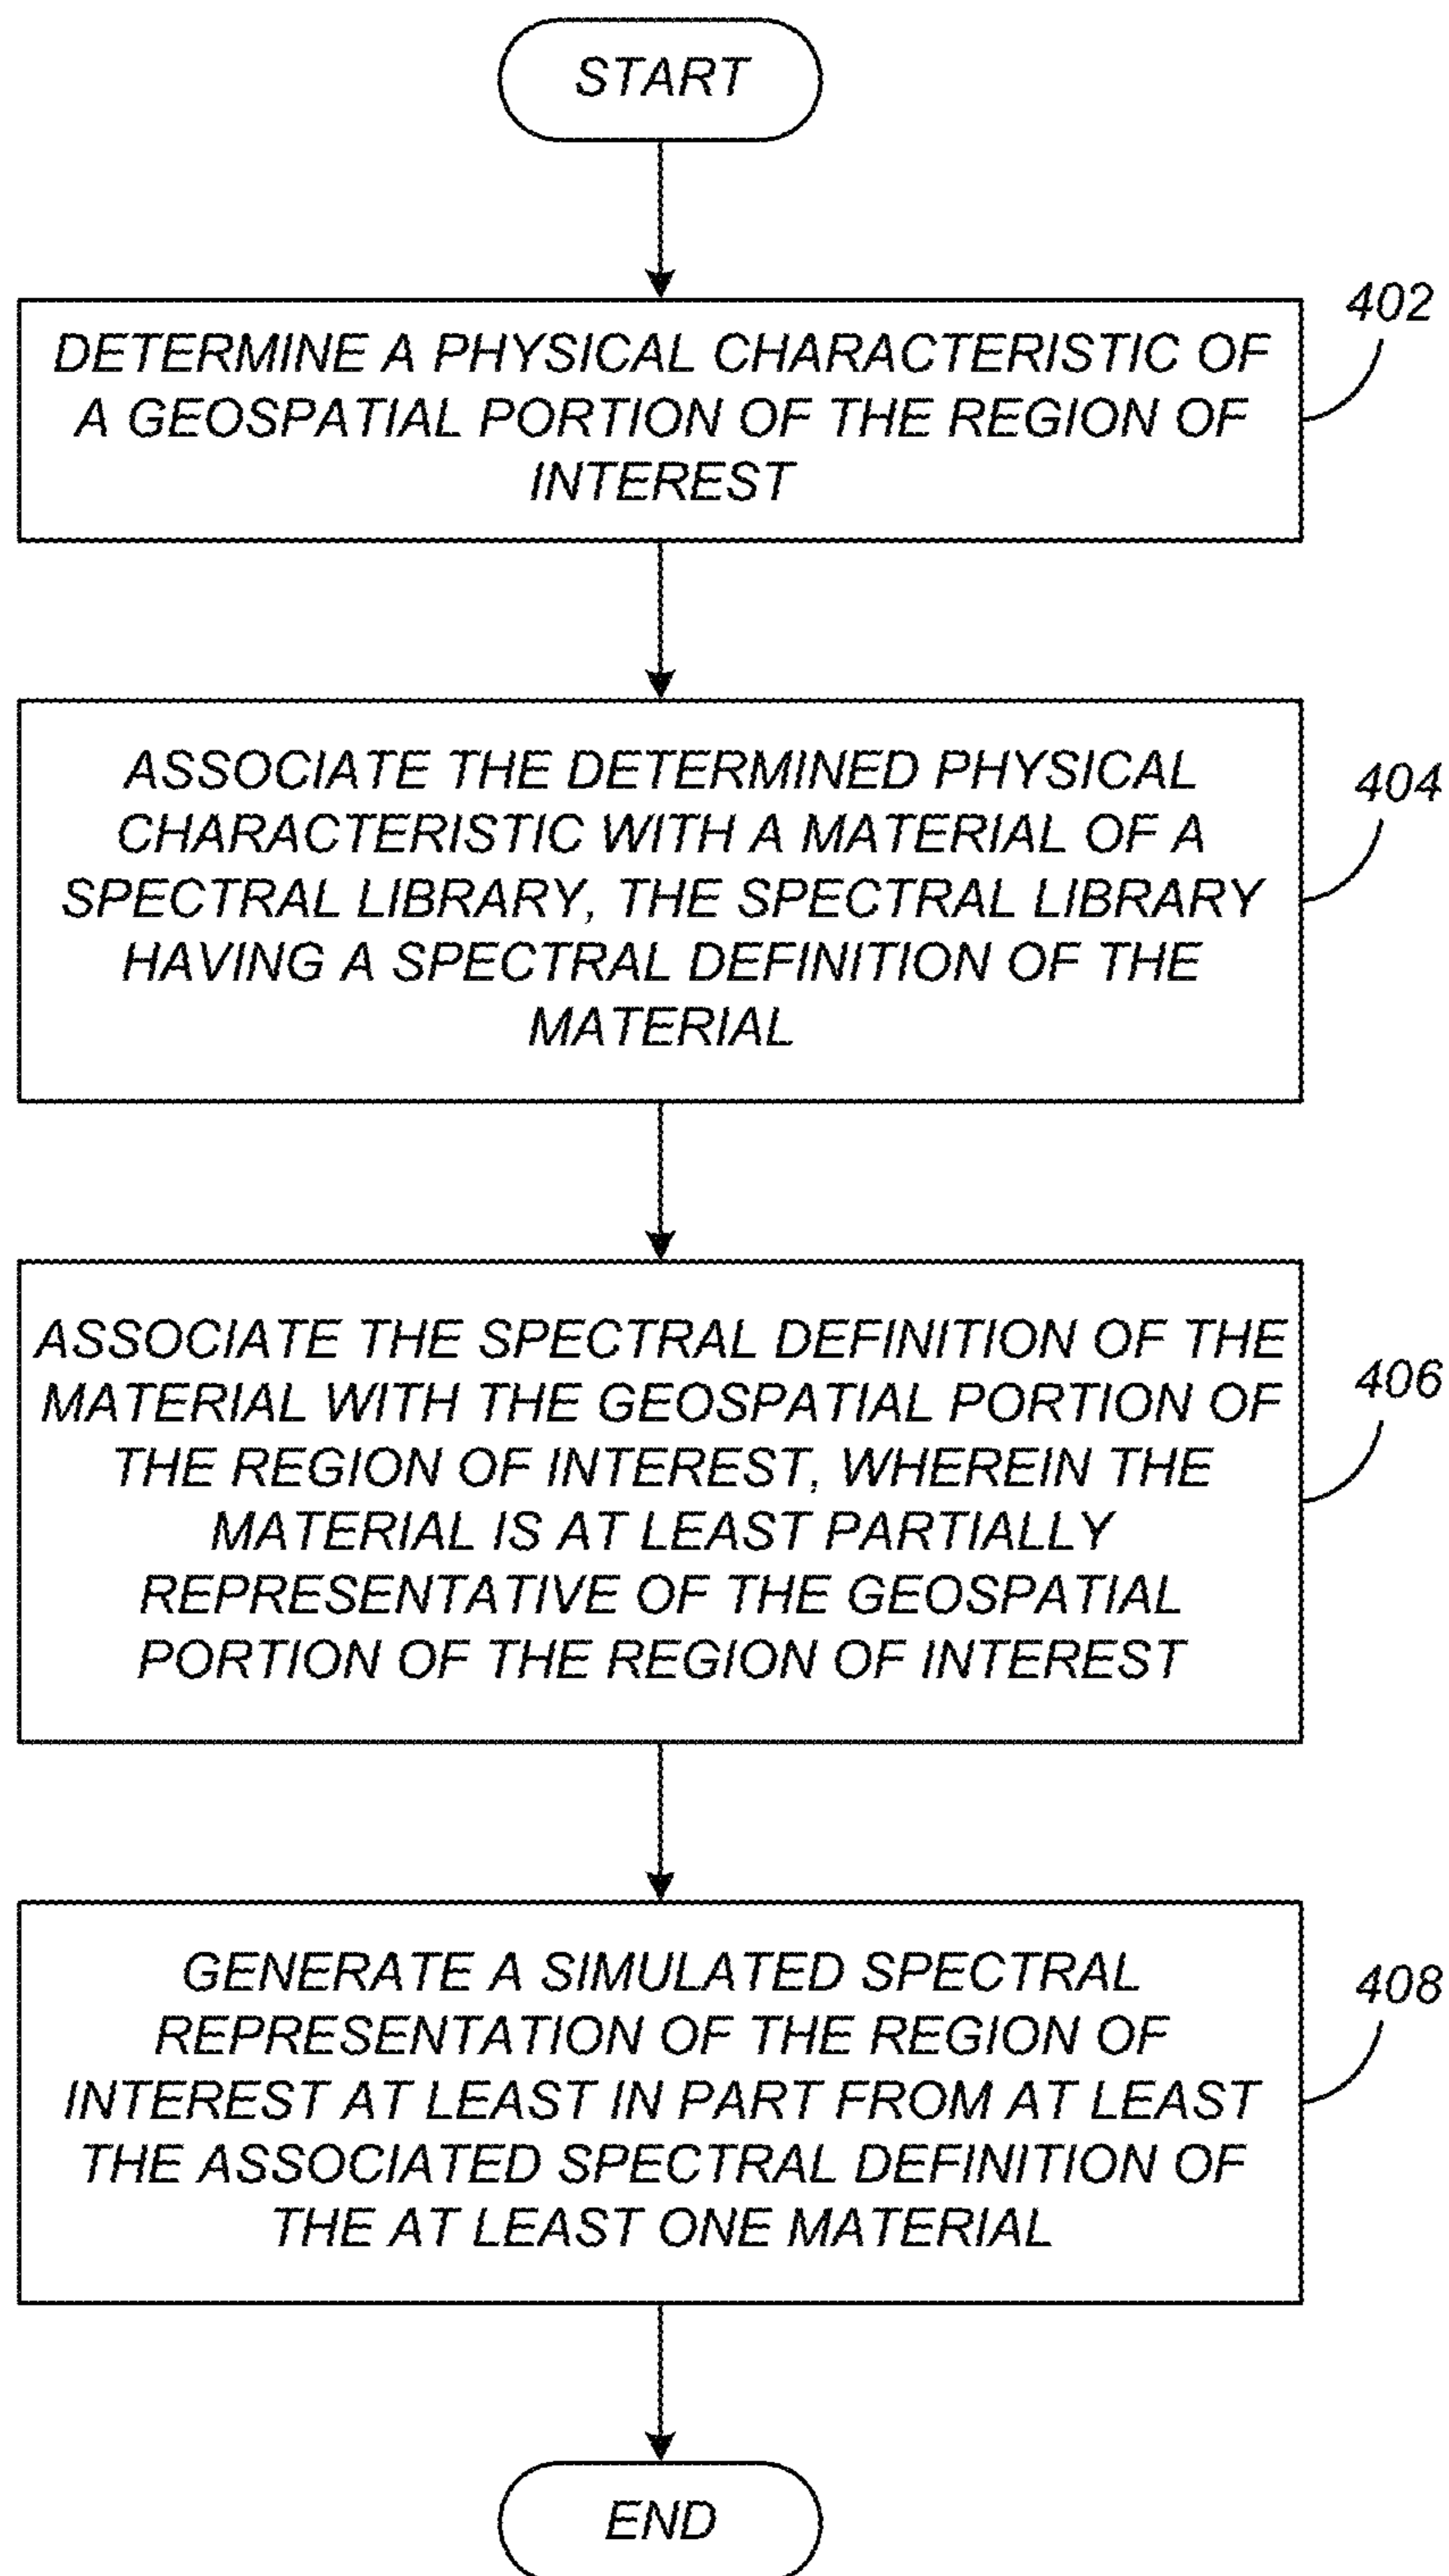 START
402
DETERMINE A PHYSICAL CHARACTERISTIC OF
A GEOSPATIAL PORTION OF THE REGION OF
INTEREST
404
ASSOCIATE THE DETERMINED PHYSICAL
CHARACTERISTIC WITH A MATERIAL OF A
SPECTRAL LIBRARY, THE SPECTRAL LIBRARY
HAVING A SPECTRAL DEFINITION OF THE
MATERIAL
406
ASSOCIATE THE SPECTRAL DEFINITION OF THE
MATERIAL WITH THE GEOSPATIAL PORTION OF
THE REGION OF INTEREST, WHEREIN THE
MATERIAL IS AT LEAST PARTIALLY
REPRESENTATIVE OF THE GEOSPATIAL
PORTION OF THE REGION OF INTEREST
408
GENERATE A SIMULATED SPECTRAL
REPRESENTATION OF THE REGION OF
INTEREST AT LEAST IN PART FROM AT LEAST
THE ASSOCIATED SPECTRAL DEFINITION OF
THE AT LEAST ONE MATERIAL
END